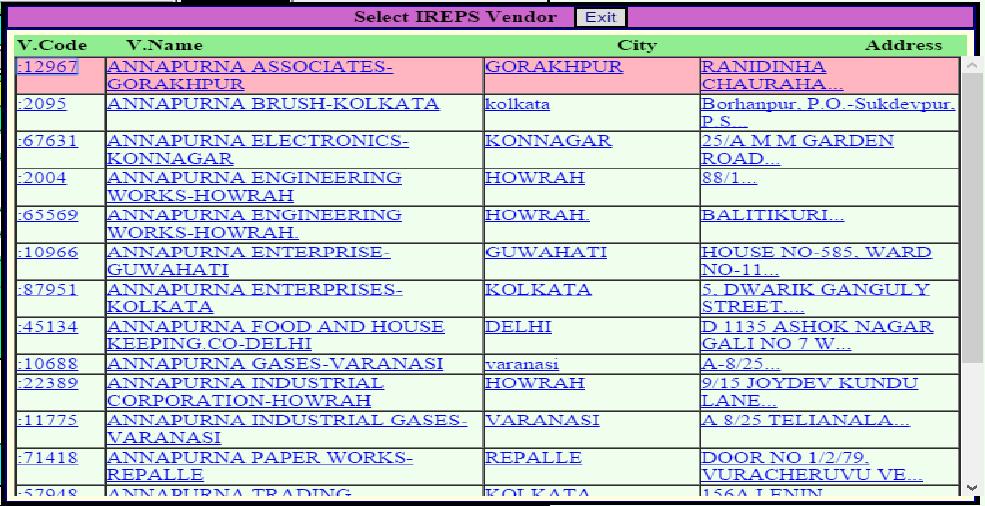 Select IREPS Vendor Exit
V.Code V.Name City Address
:12967 ANNAPURNA ASSOCIATES- GORAKHPUR RANIDINHA
GORAKHPUR CHAURAHA...
:2095 ANNAPURNA BRUSH-KOLKATA kolkata Borhanpur, P.O.-Sukdevpur,
P.S...
:67631 ANNAPURNA ELECTRONICS- KONNAGAR 25/A M M GARDEN
KONNAGAR ROAD...
:2004 ANNAPURNA ENGINEERING HOWRAH 88/1...
WORKS-HOWRAH
:65569 ANNAPURNA ENGINEERING HOWRAH. BALITIKURI...
WORKS-HOWRAH.
:10966 ANNAPURNA ENTERPRISE- GUWAHATI HOUSE NO-585, WARD
GUWAHATI NO-11...
:87951 ANNAPURNA ENTERPRISES- KOLKATA 5, DWARIK GANGULY
KOLKATA STREET,...
:45134 ANNAPURNA FOOD AND HOUSE DELHI D 1135 ASHOK NAGAR
KEEPING.CO-DELHI GALI NO 7 W...
:10688 ANNAPURNA GASES-VARANASI varanasi A-8/25...
:22389 ANNAPURNA INDUSTRIAL HOWRAH 9/15 JOYDEV KUNDU
CORPORATION-HOWRAH LANE...
:11775 ANNAPURNA INDUSTRIAL GASES- VARANASI A 8/25 TELIANALA...
VARANASI
:71418 ANNAPURNA PAPER WORKS- REPALLE DOOR NO 1/2/79,
REPALLE VURACHERUVU VE...
:57948 ANNAPURNA TRADING KOLKATA 156A LENIN